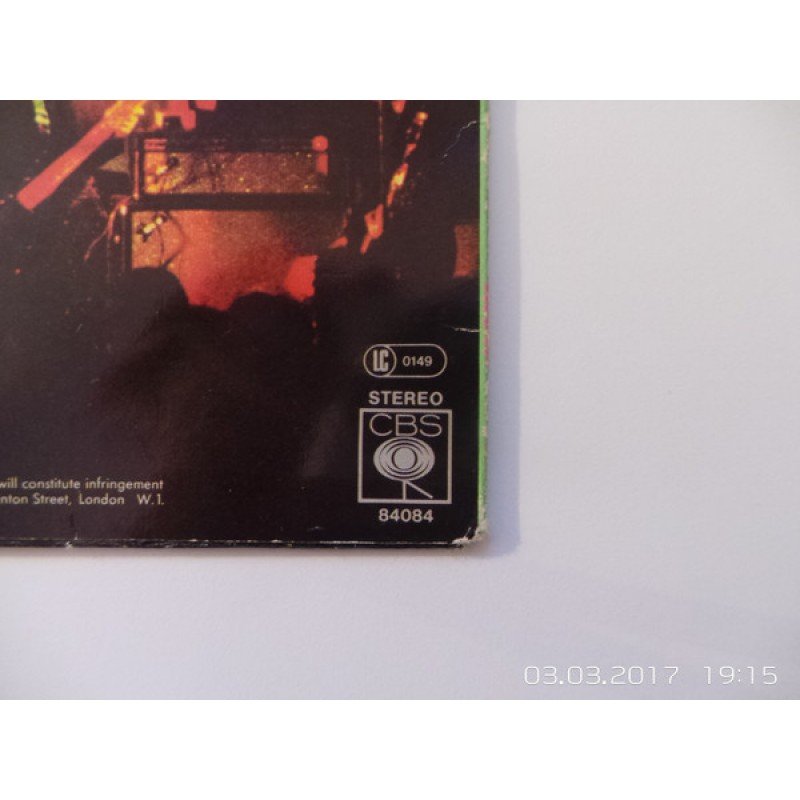 LC 0149
STEREO
CBS
84084
will constitute infringement
nton Street, London W.1.
03.03.2017 19:15